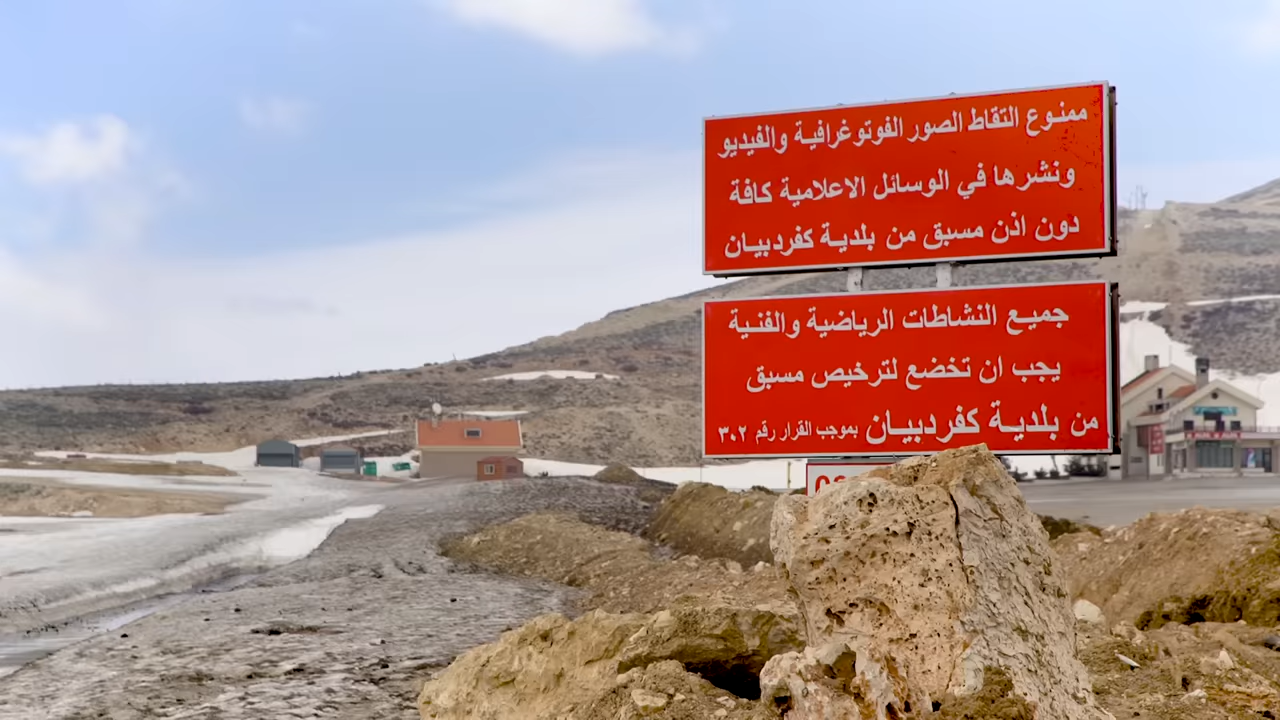 ممنوع التقاط الصور الفوتوغرافية والفيديو
ونشرها في الوسائل الاعلامية كافة
دون اذن مسبق من بلدية كفردبيان
جميع النشاطات الرياضية والفنية
يجب ان تخضع لترخيص مسبق
من بلدية كفردبيان بموجب القرار رقم ٣٠٢